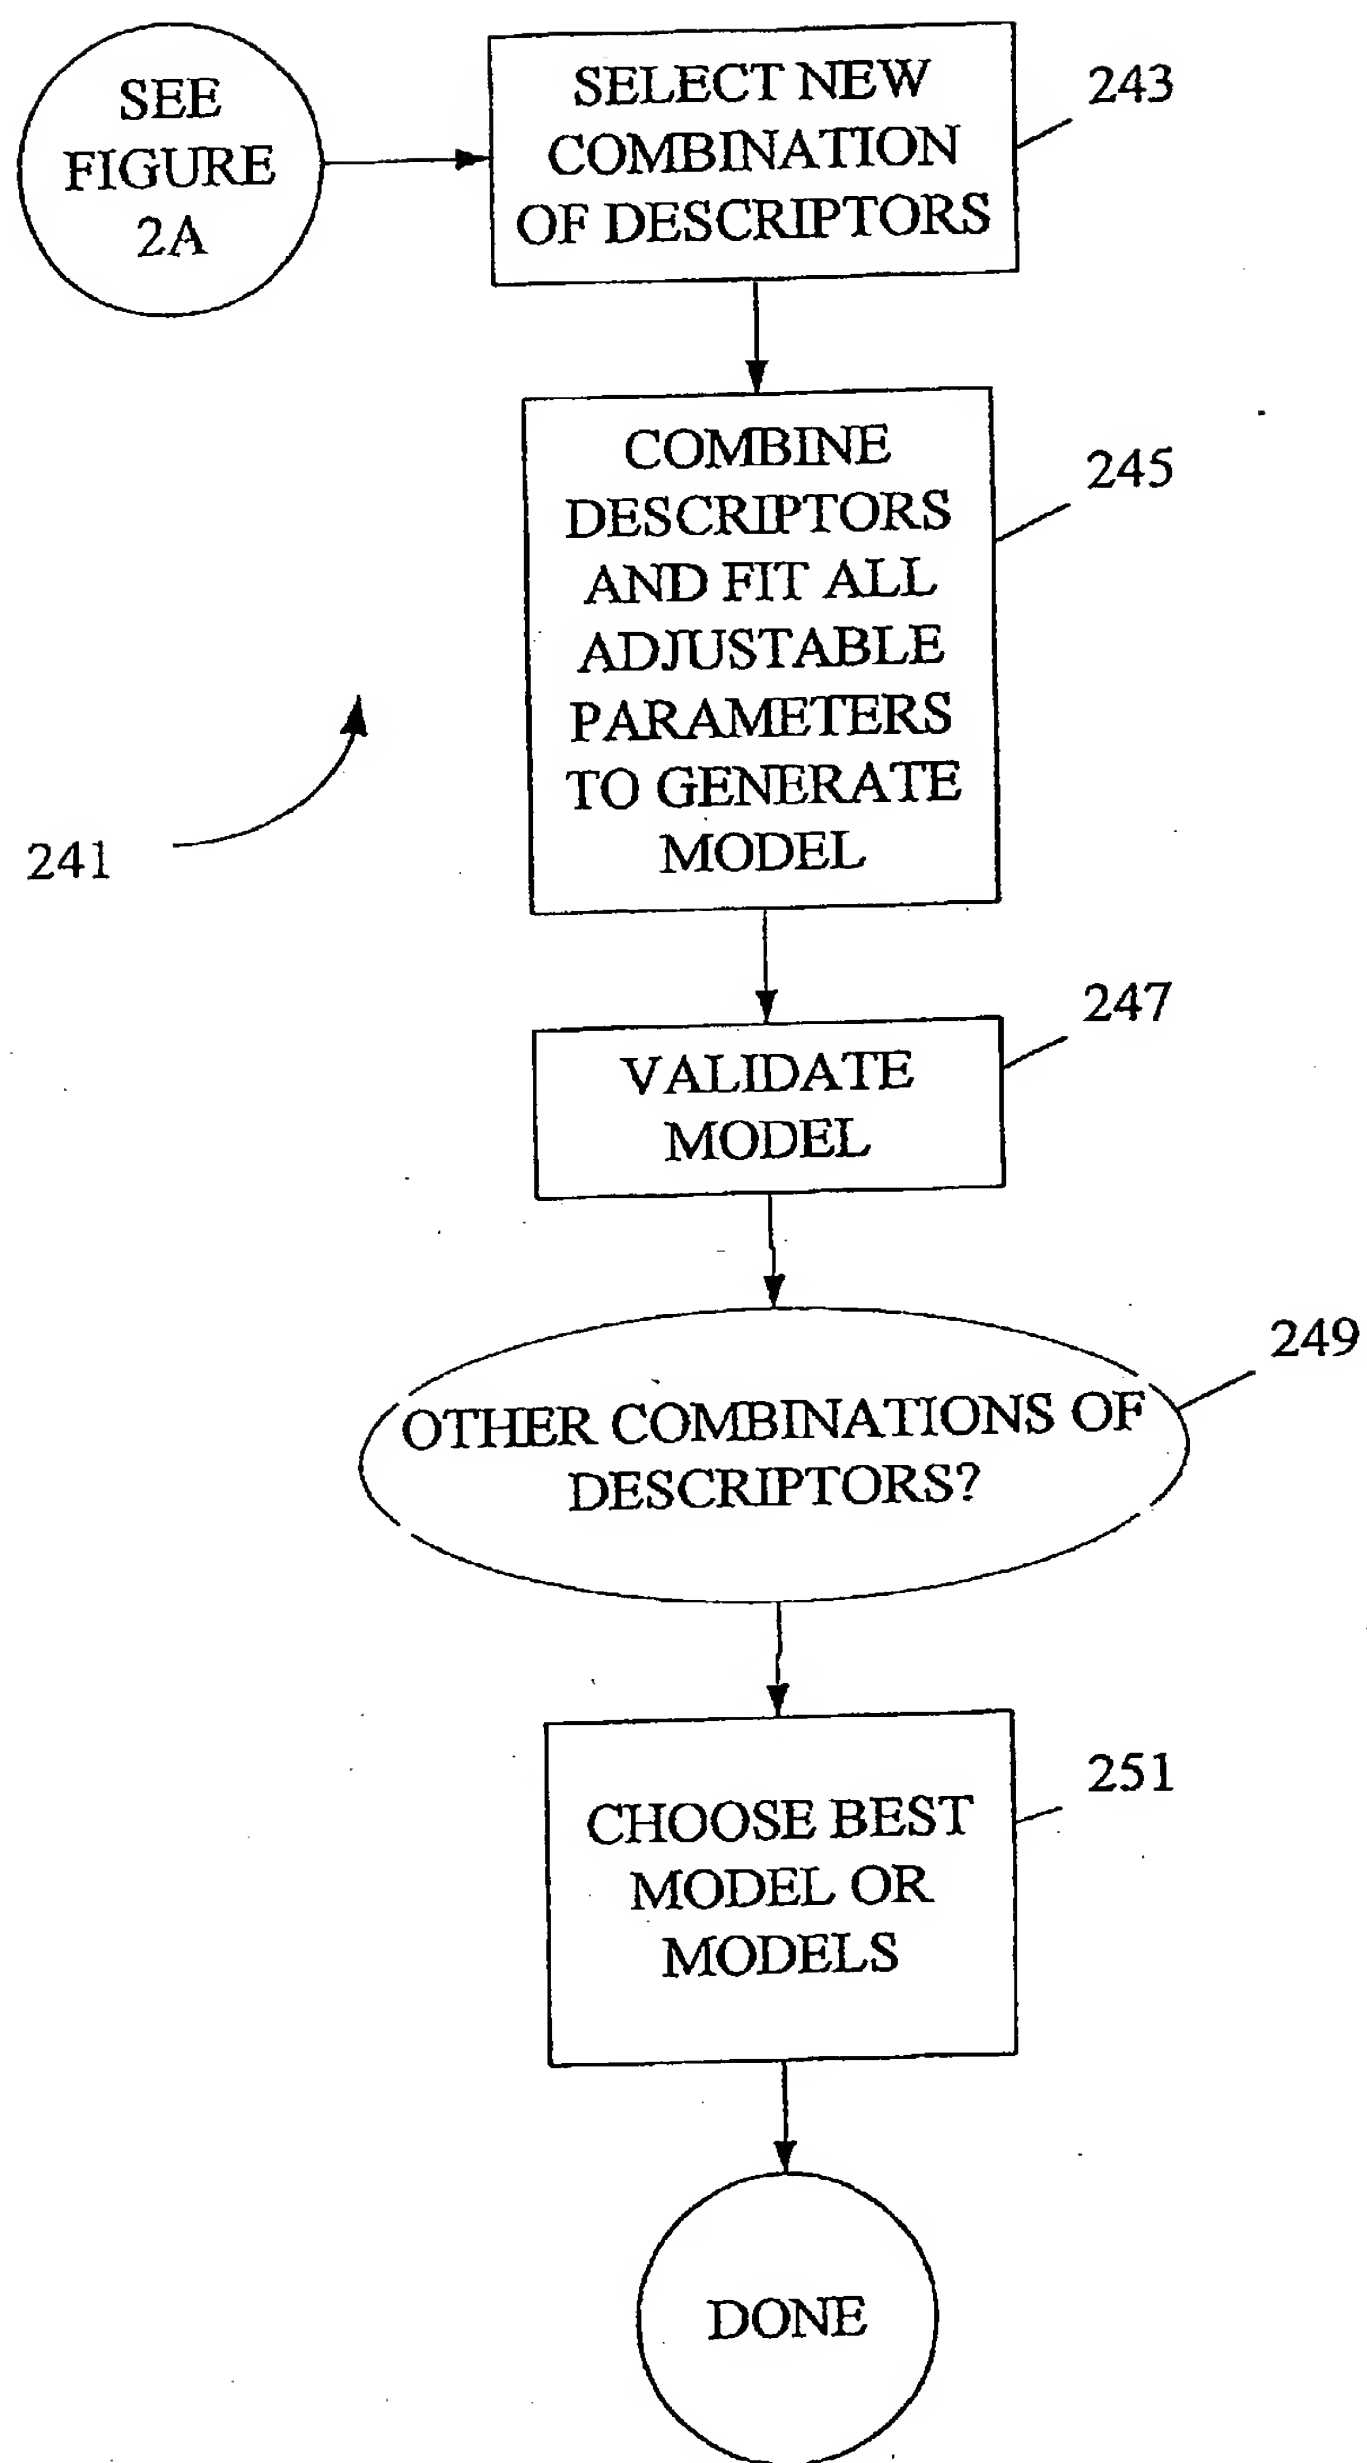 SEE
FIGURE
2A
SELECT NEW
COMBINATION
OF DESCRIPTORS
243
COMBINE
DESCRIPTORS
AND FIT ALL
ADJUSTABLE
PARAMETERS
TO GENERATE
MODEL
245
241
VALIDATE
MODEL
247
OTHER COMBINATIONS OF
DESCRIPTORS?
249
CHOOSE BEST
MODEL OR
MODELS
251
DONE